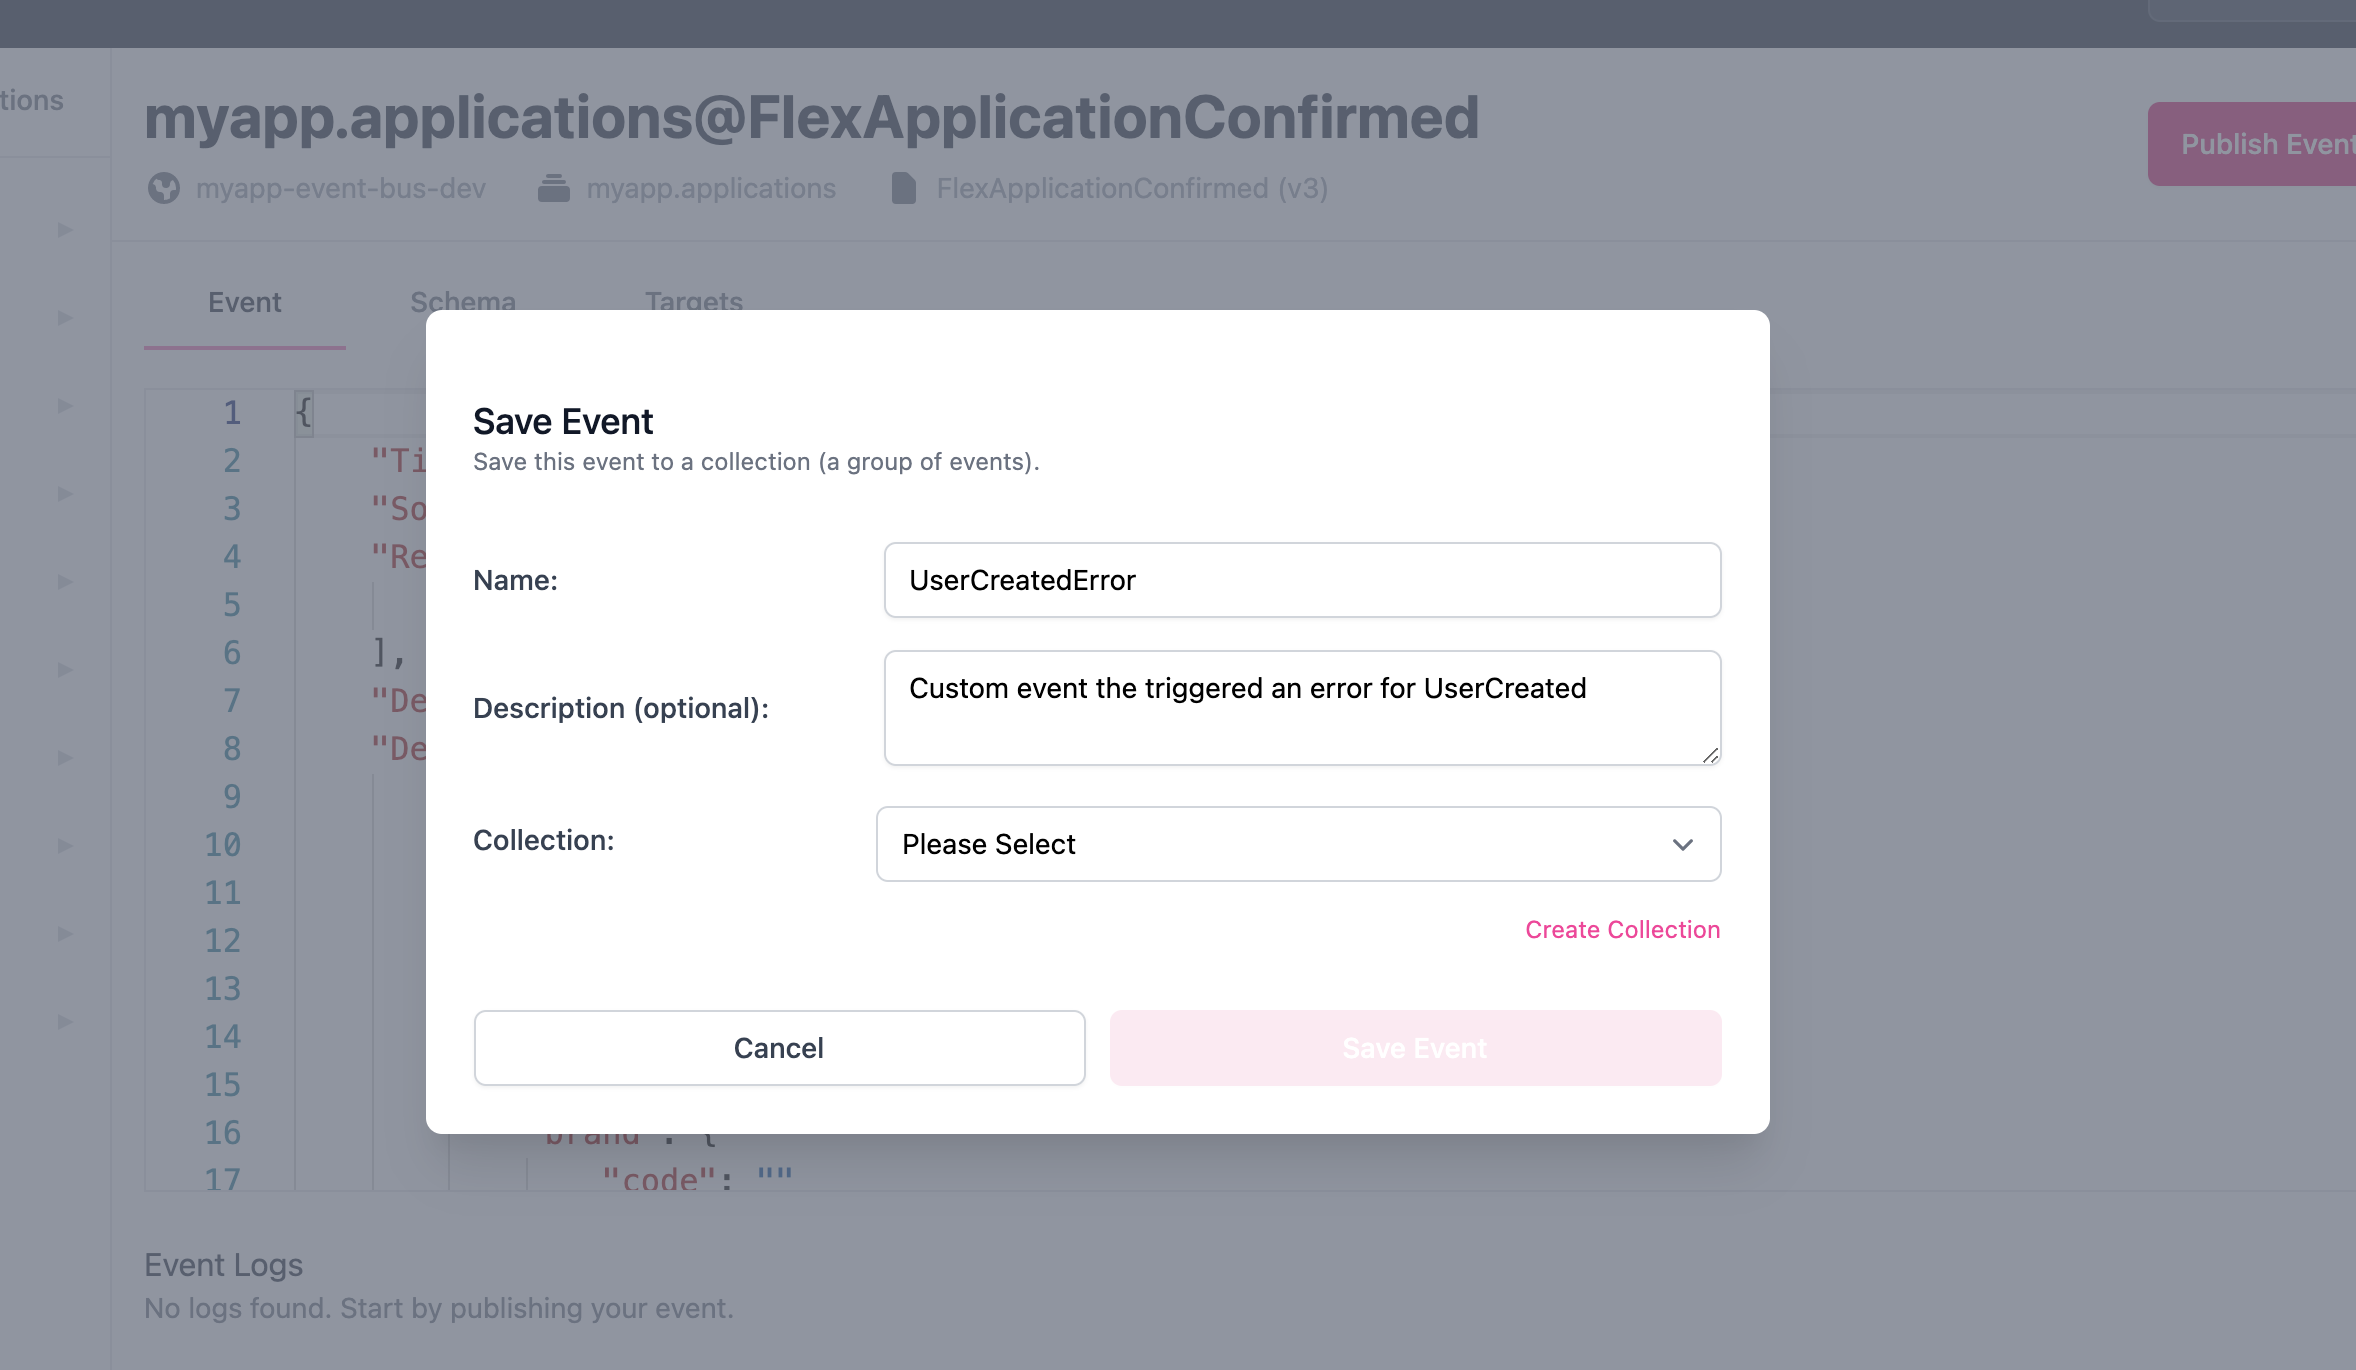 tions
myapp.applications@FlexApplicationConfirmed
Publish Event
myapp-event-bus-dev myapp.applications FlexApplicationConfirmed (v3)
Event Schema Targets
1 {
2 "Ti
3 "So
4 "Re
5
6 ],
7 "De
8 "De
9
10
11
12
13
14
15
16 brand": {
17 "code": ""
Save Event
Save this event to a collection (a group of events).
Name: UserCreatedError
Description (optional): Custom event the triggered an error for UserCreated
Collection: Please Select
Create Collection
Cancel Save Event
Event Logs
No logs found. Start by publishing your event.